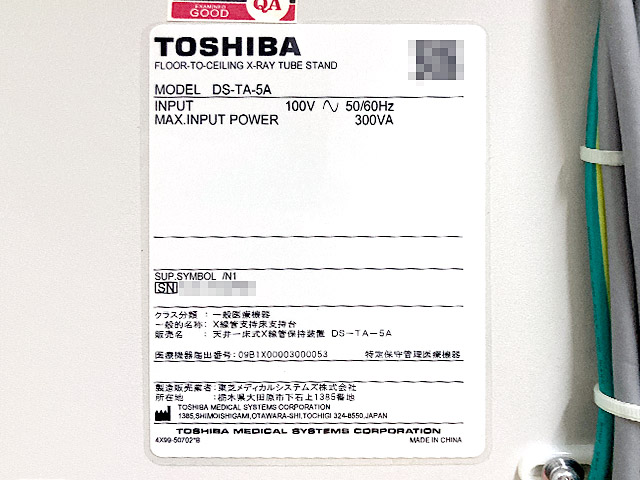 EXAMINED
GOOD
QA
TOSHIBA
FLOOR-TO-CEILING X-RAY TUBE STAND
MODEL DS-TA-5A
INPUT 100V ∿ 50/60Hz
MAX.INPUT POWER 300VA
SUP.SYMBOL /N1
SN
クラス分類 : 一般医療機器
一般的名称: X線管支持床支持台
販売名 : 天井ー床式X線管保持装置 DS-TA-5A
医療機器届出番号: 09B1X00003000053 特定保守管理医療機器
製造販売業者:東芝メディカルシステムズ株式会社
所在地 :栃木県大田原市下石上1385番地
TOSHIBA MEDICAL SYSTEMS CORPORATION
1385,SHIMOISHIGAMI,OTAWARA-SHI,TOCHIGI 324-8550,JAPAN
TOSHIBA MEDICAL SYSTEMS CORPORATION
4X99-50702*B MADE IN CHINA